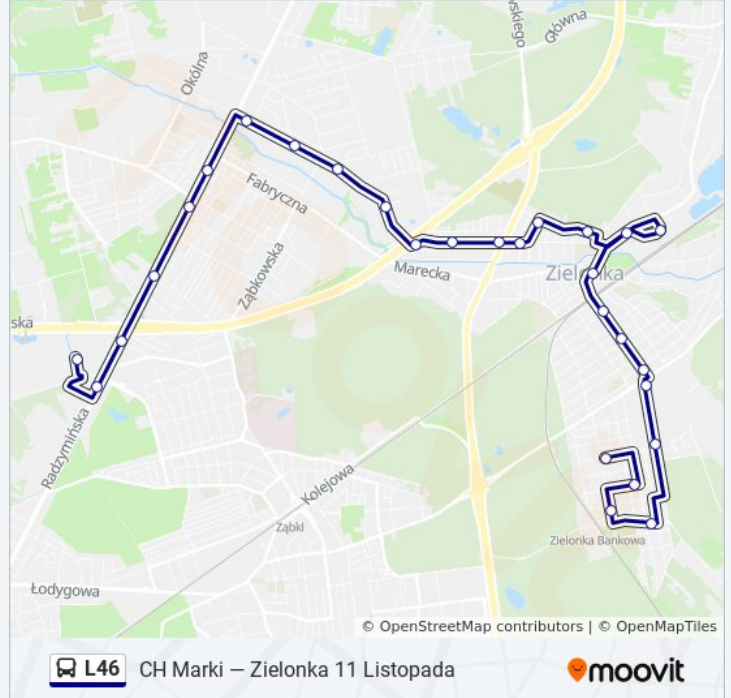 wskiego
Główna
Okólna
Fabryczna
Ząbkowska
Marecka
Zielonka
ska
Radzymińska
Kolejowa
Ząbki
Zielonka Bankowa
Łodygowa
© OpenStreetMap contributors | © OpenMapTiles
L46 CH Marki — Zielonka 11 Listopada moovit